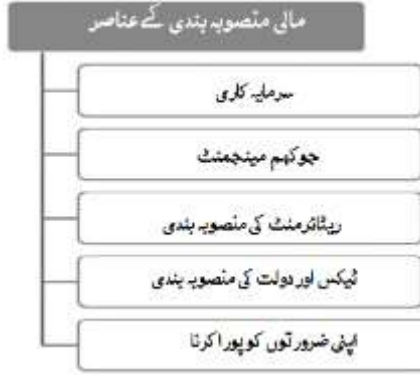 مالی منصوبہ بندی کے عناصر
سرمایہ کاری
جوکھم مینجمنٹ
ریٹائرمنٹ کی منصوبہ بندی
ٹیکس اور دولت کی منصوبہ بندی
اپنی ضرورتوں کو پورا کرنا